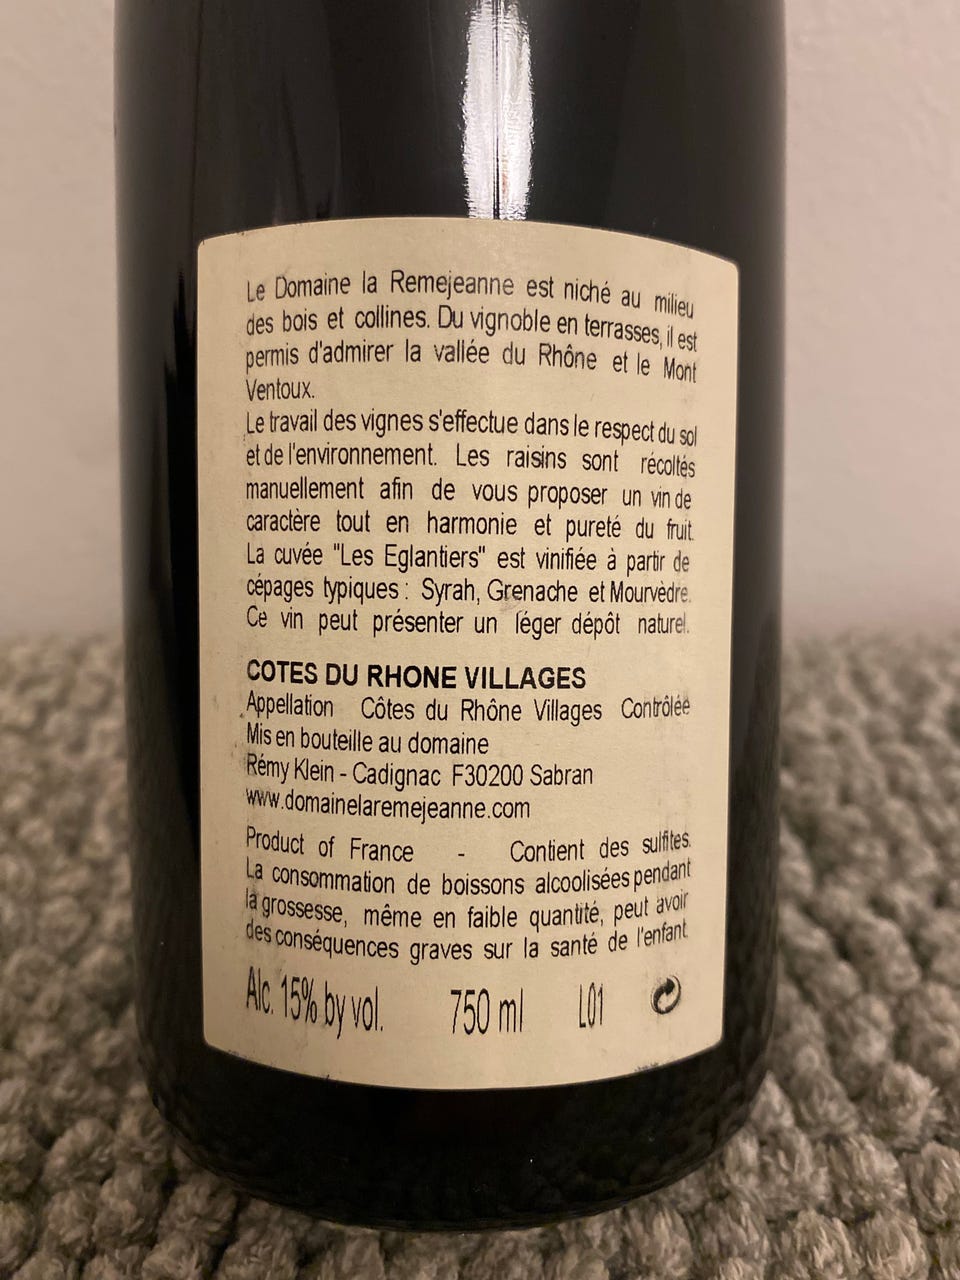 Le Domaine la Remejeanne est niché au milieu
des bois et collines. Du vignoble en terrasses, il est
permis d'admirer la vallée du Rhône et le Mont
Ventoux.
Le travail des vignes s'effectue dans le respect du sol
et de l'environnement. Les raisins sont récoltés
manuellement afin de vous proposer un vin de
caractère tout en harmonie et pureté du fruit.
La cuvée "Les Eglantiers" est vinifiée à partir de
cépages typiques : Syrah, Grenache et Mourvèdre.
Ce vin peut présenter un léger dépôt naturel.
COTES DU RHONE VILLAGES
Appellation Côtes du Rhône Villages Contrôlée
Mis en bouteille au domaine
Rémy Klein - Cadignac F30200 Sabran
www.domainelaremejeanne.com
Product of France - Contient des sulfites.
La consommation de boissons alcoolisées pendant
la grossesse, même en faible quantité, peut avoir
des conséquences graves sur la santé de l'enfant.
Alc. 15% by vol. 750 ml L01